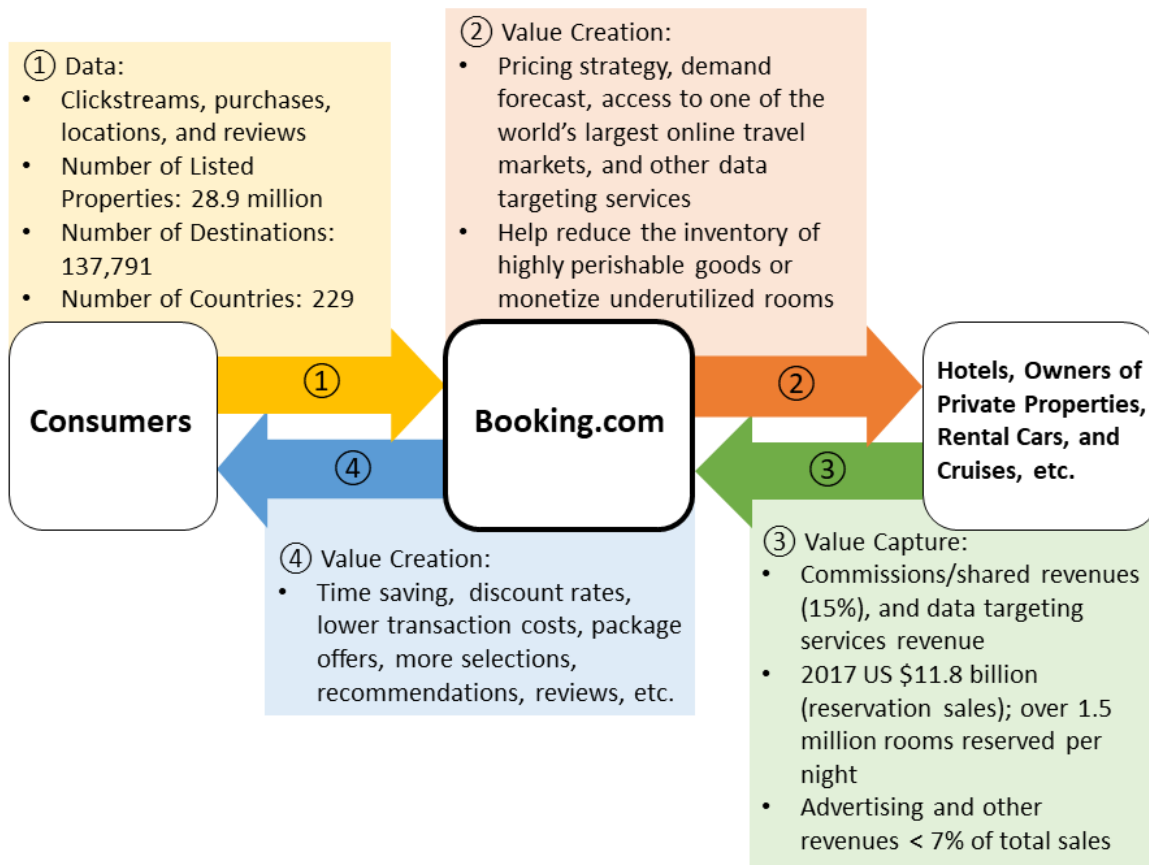 ① Data:
• Clickstreams, purchases,
locations, and reviews
• Number of Listed
Properties: 28.9 million
• Number of Destinations:
137,791
• Number of Countries: 229
② Value Creation:
• Pricing strategy, demand
forecast, access to one of the
world's largest online travel
markets, and other data
targeting services
• Help reduce the inventory of
highly perishable goods or
monetize underutilized rooms
Consumers
①
Booking.com
②
Hotels, Owners of
Private Properties,
Rental Cars, and
Cruises, etc.
④
③
④ Value Creation:
• Time saving, discount rates,
lower transaction costs, package
offers, more selections,
recommendations, reviews, etc.
③ Value Capture:
• Commissions/shared revenues
(15%), and data targeting
services revenue
• 2017 US $11.8 billion
(reservation sales); over 1.5
million rooms reserved per
night
• Advertising and other
revenues < 7% of total sales